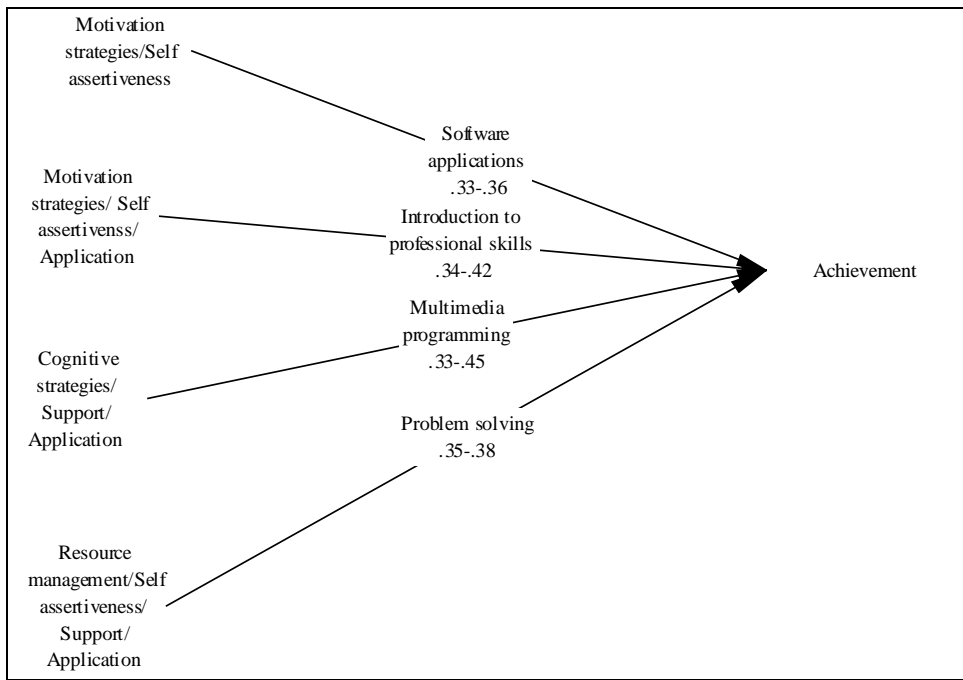 Motivation
strategies/Self
assertiveness
Software
applications
.33-.36
Motivation
strategies/ Self
assertivenss/
Application
Introduction to
professional skills
.34-.42
Achievement
Multimedia
programming
.33-.45
Cognitive
strategies/
Support/
Application
Problem solving
.35-.38
Resource
management/Self
assertiveness/
Support/
Application